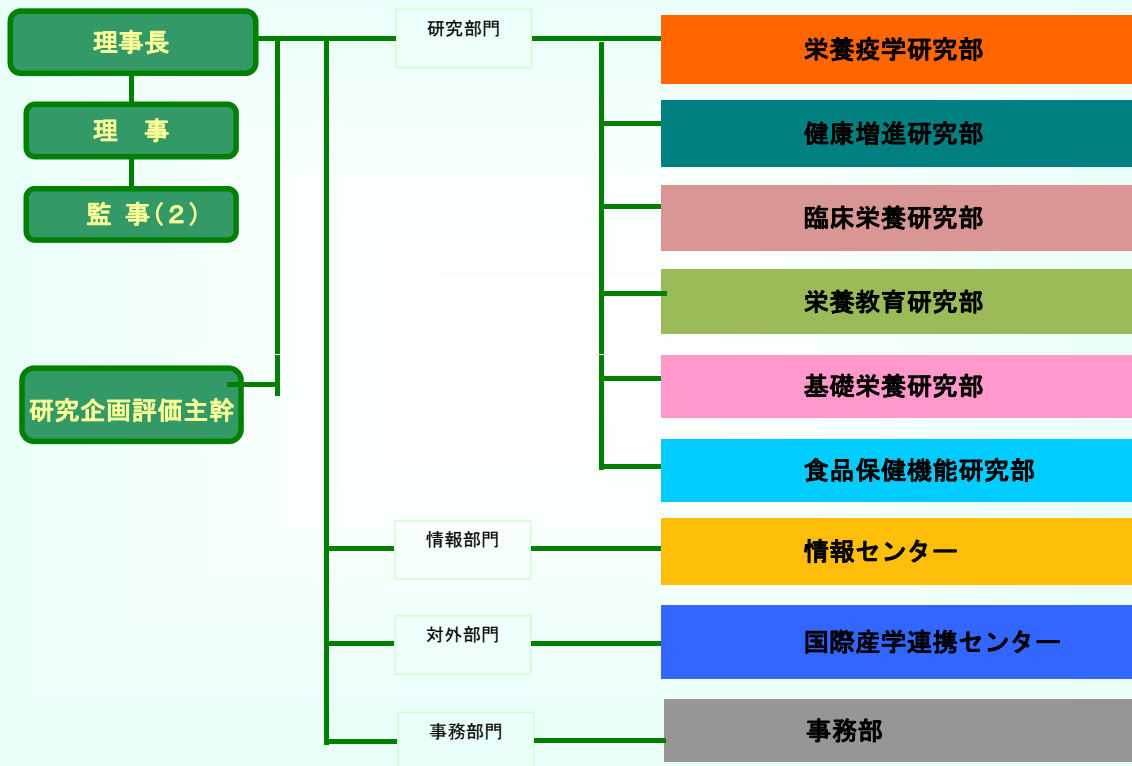 理事長
理　事
監 事(２)
研究企画評価主幹
研究部門
栄養疫学研究部
健康増進研究部
臨床栄養研究部
栄養教育研究部
基礎栄養研究部
食品保健機能研究部
情報部門
情報センター
対外部門
国際産学連携センター
事務部門
事務部